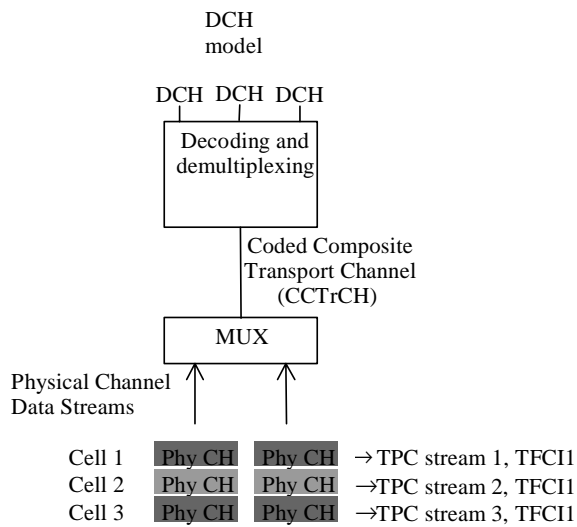 DCH
model
DCH DCH DCH
Decoding and
demultiplexing
Coded Composite
Transport Channel
(CCTrCH)
MUX
Physical Channel
Data Streams
Cell 1 Phy CH Phy CH →TPC stream 1, TFCI1
Cell 2 Phy CH Phy CH →TPC stream 2, TFCI1
Cell 3 Phy CH Phy CH →TPC stream 3, TFCI1